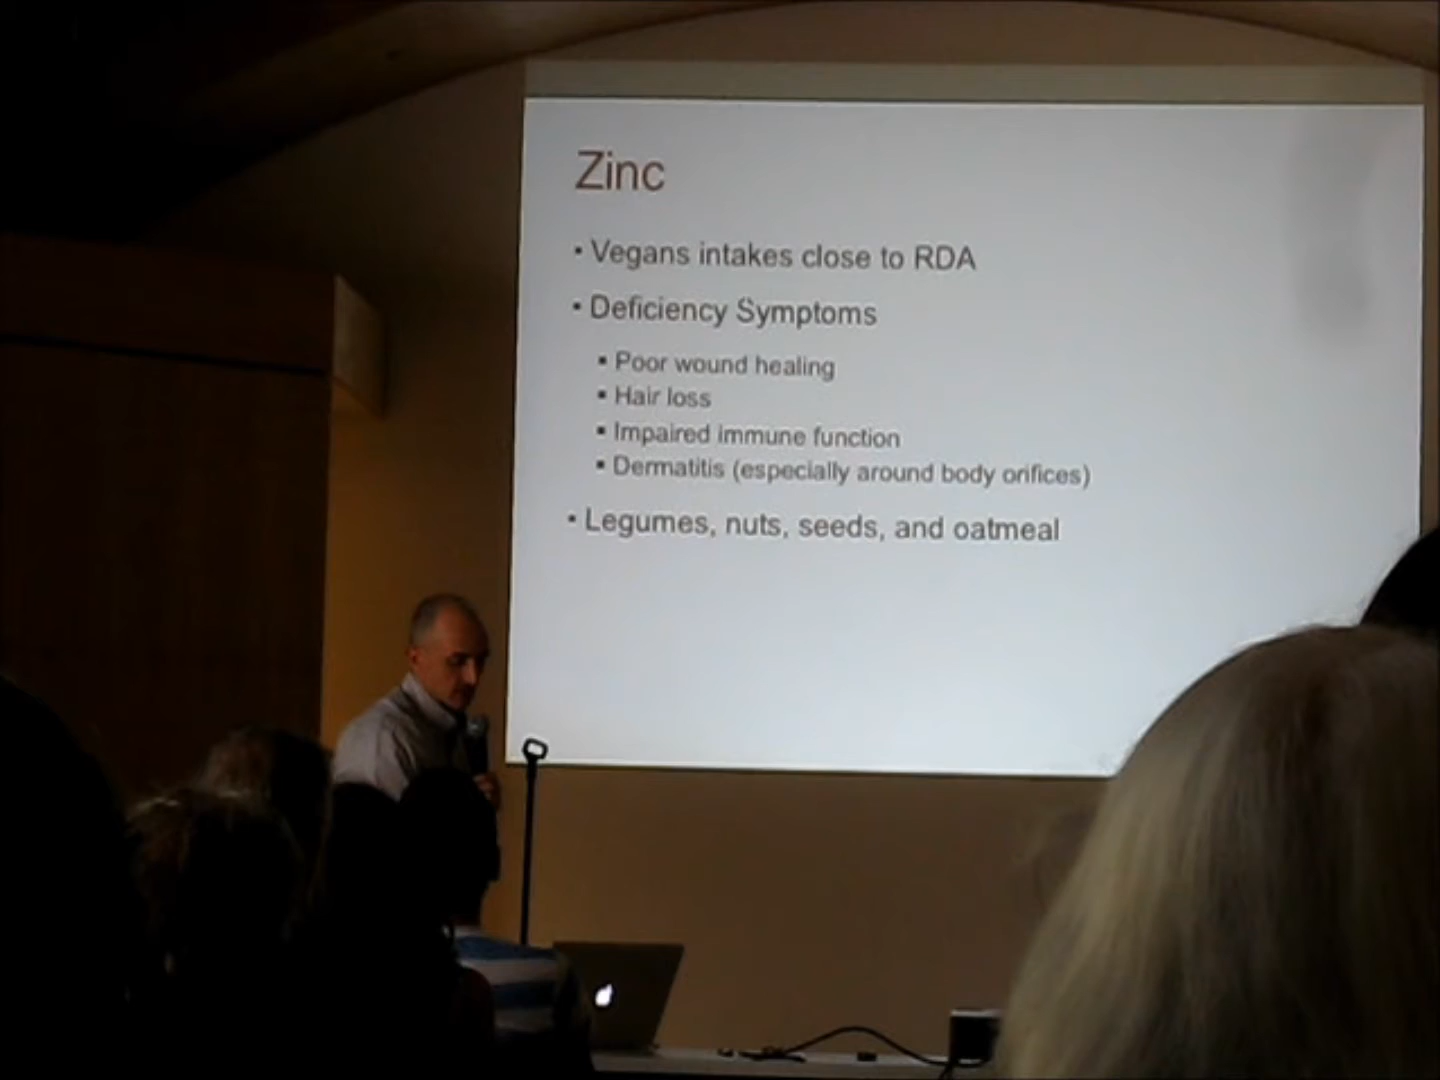 Zinc
• Vegans intakes close to RDA
• Deficiency Symptoms
▪ Poor wound healing
▪ Hair loss
▪ Impaired immune function
▪ Dermatitis (especially around body orifices)
• Legumes, nuts, seeds, and oatmeal